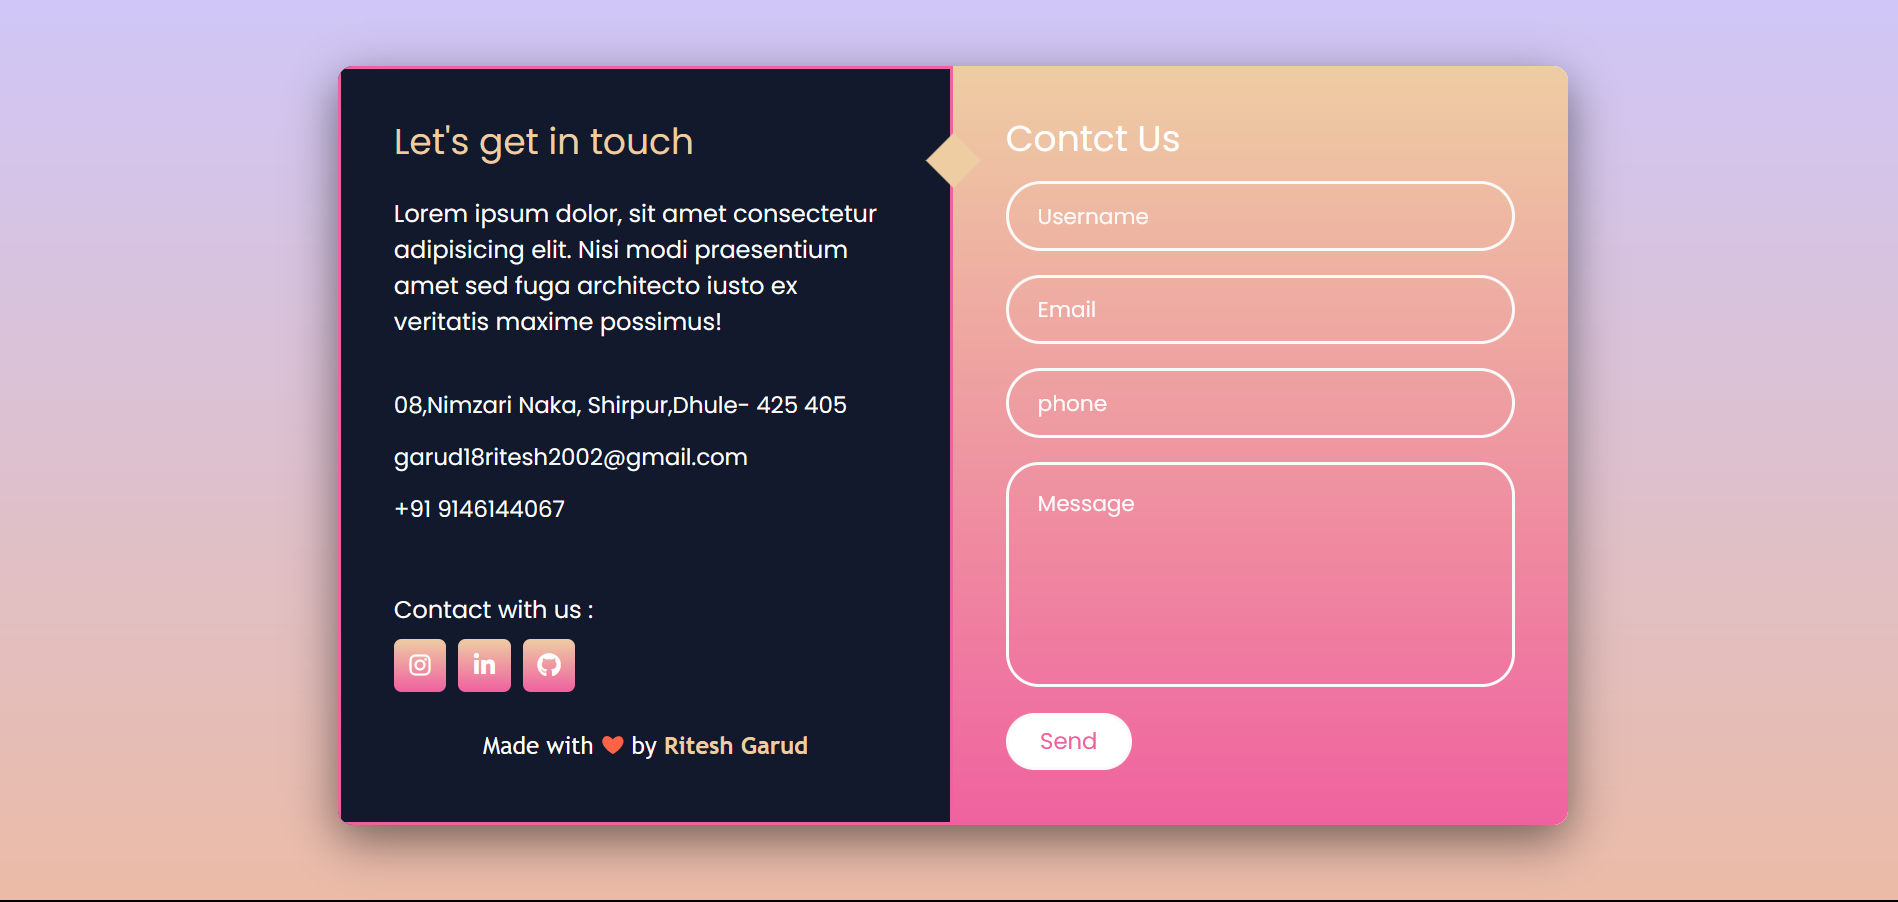 Let's get in touch
Lorem ipsum dolor, sit amet consectetur
adipisicing elit. Nisi modi praesentium
amet sed fuga architecto iusto ex
veritatis maxime possimus!
08,Nimzari Naka, Shirpur,Dhule- 425 405
garud18ritesh2002@gmail.com
+91 9146144067
Contact with us :
in
Made with ❤ by Ritesh Garud
Contct Us
Username
Email
phone
Message
Send